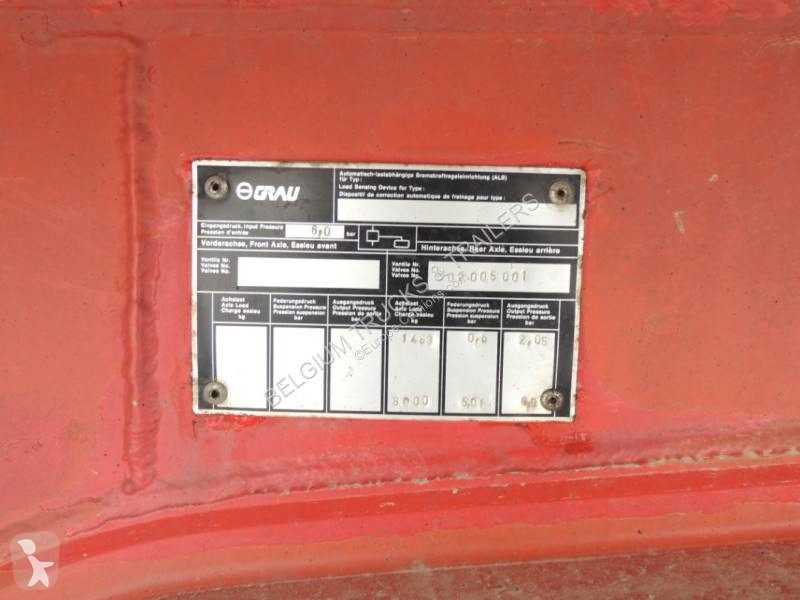 GRAU
Automatisch-lastabhängige Bremskraftregeleinrichtung (ALB)
für Typ:
Load Sensing Device for Type:
Dispositif de correction automatique de freinage pour type:
Eingangsdruck, Input Pressure
Pression d'entrée
6,0 bar
Vorderachse, Front Axle, Essieu avant
Hinterachse, Rear Axle, Essieu arrière
Ventile Nr.
Valves No.
Valves No.
Ventile Nr.
Valves No.
Valves No.
02 005 001
Achslast
Axle Load
Charge essieu
kg
Federungsdruck
Suspension Pressure
Pression suspension
bar
Ausgangsdruck
Output Pressure
Pression de sortie
bar
Achslast
Axle Load
Charge essieu
kg
Federungsdruck
Suspension Pressure
Pression suspension
bar
Ausgangsdruck
Output Pressure
Pression de sortie
bar
8000
BELGIUM TRUCKS & TRAILERS